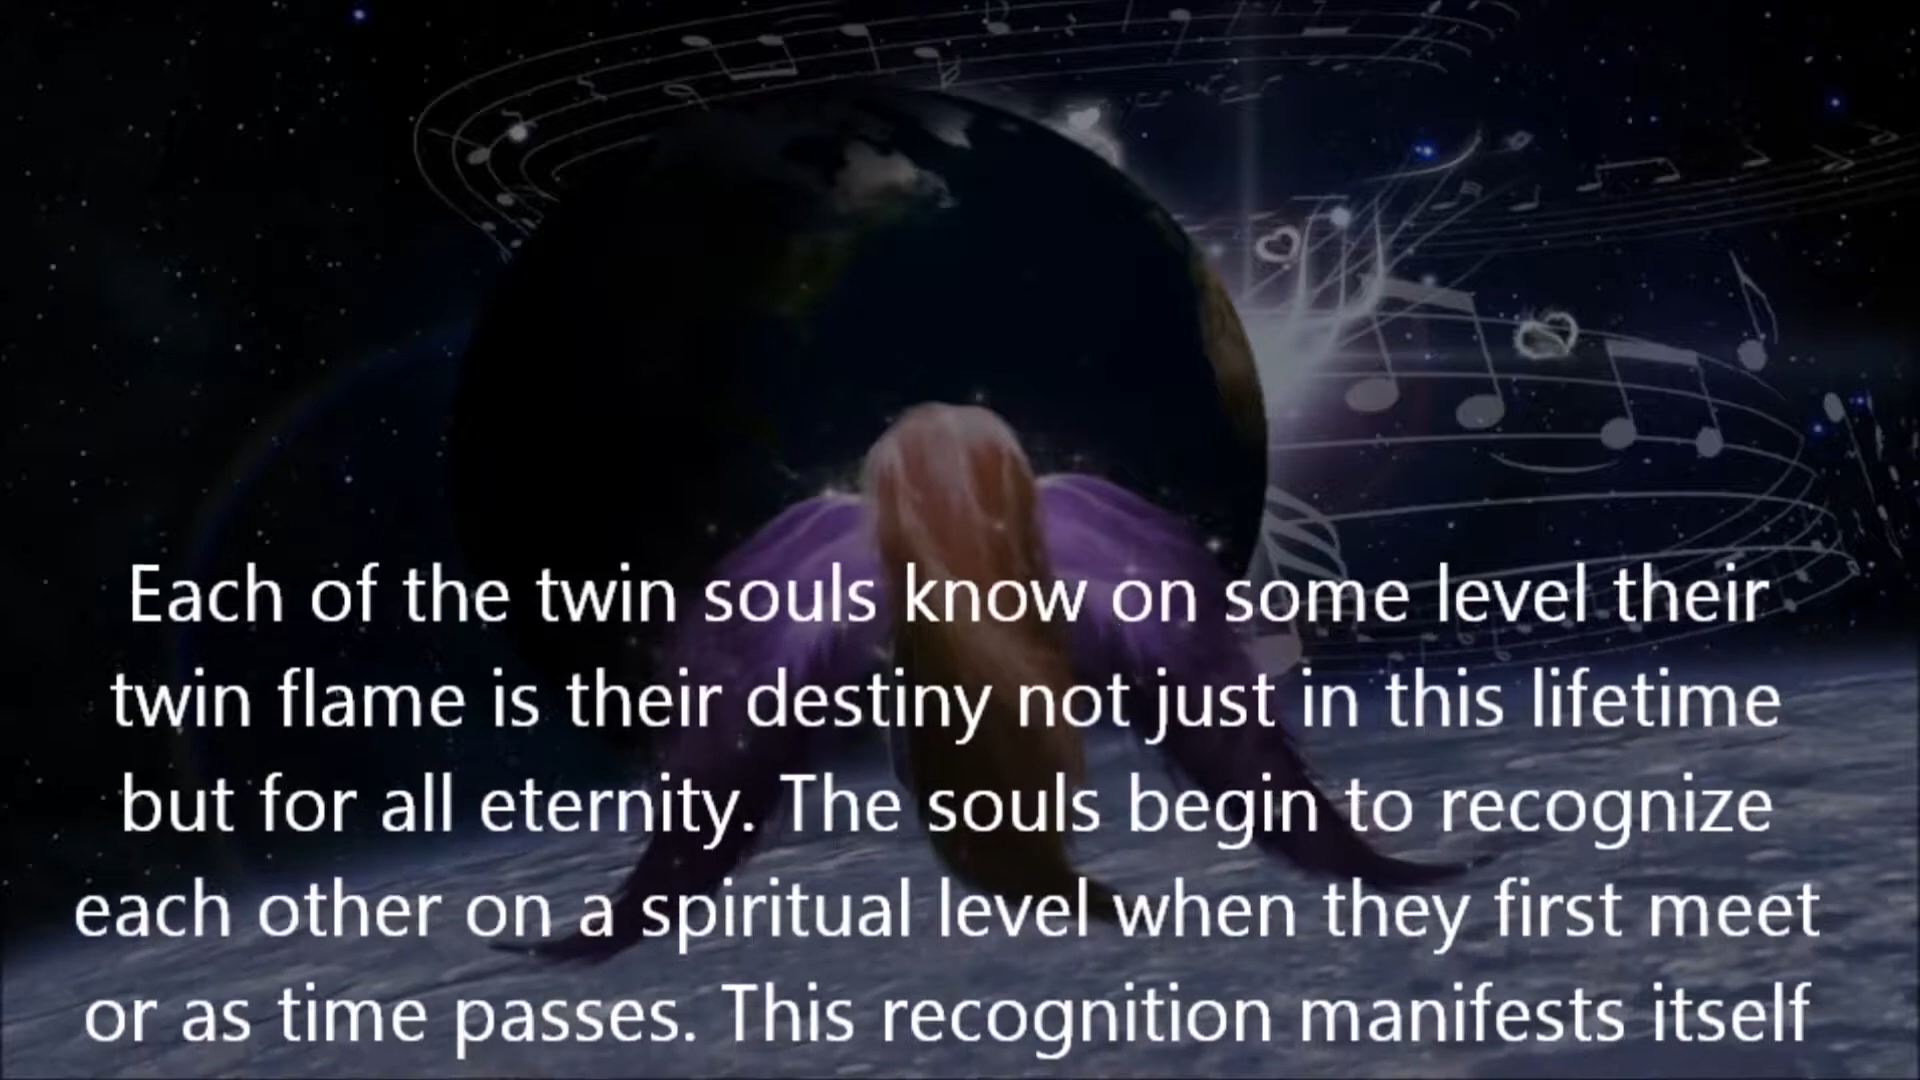 Each of the twin souls know on some level their
twin flame is their destiny not just in this lifetime
but for all eternity. The souls begin to recognize
each other on a spiritual level when they first meet
or as time passes. This recognition manifests itself